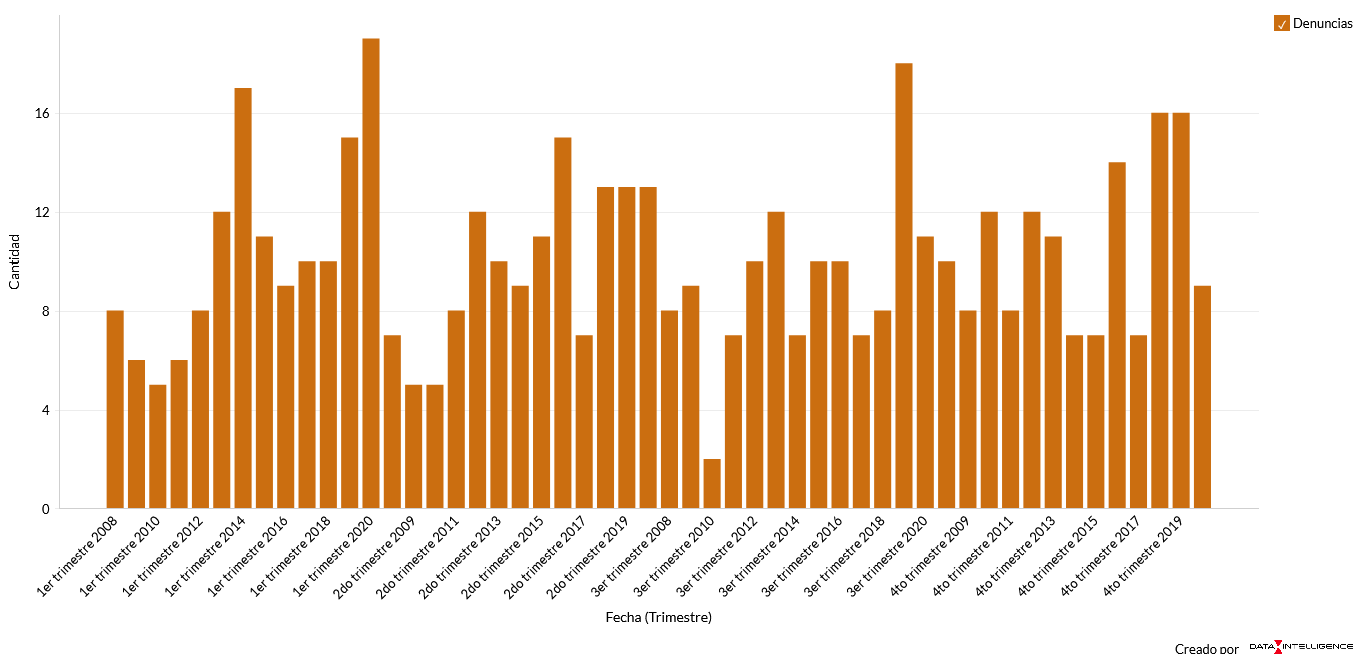 ✓ Denuncias
16
12
8
4
0
Cantidad
1er trimestre 2008
1er trimestre 2010
1er trimestre 2012
1er trimestre 2014
1er trimestre 2016
1er trimestre 2018
1er trimestre 2020
2do trimestre 2009
2do trimestre 2011
2do trimestre 2013
2do trimestre 2015
2do trimestre 2017
2do trimestre 2019
3er trimestre 2008
3er trimestre 2010
3er trimestre 2012
3er trimestre 2014
3er trimestre 2016
3er trimestre 2018
3er trimestre 2020
4to trimestre 2009
4to trimestre 2011
4to trimestre 2013
4to trimestre 2015
4to trimestre 2017
4to trimestre 2019
Fecha (Trimestre)
Creado por DATA INTELLIGENCE